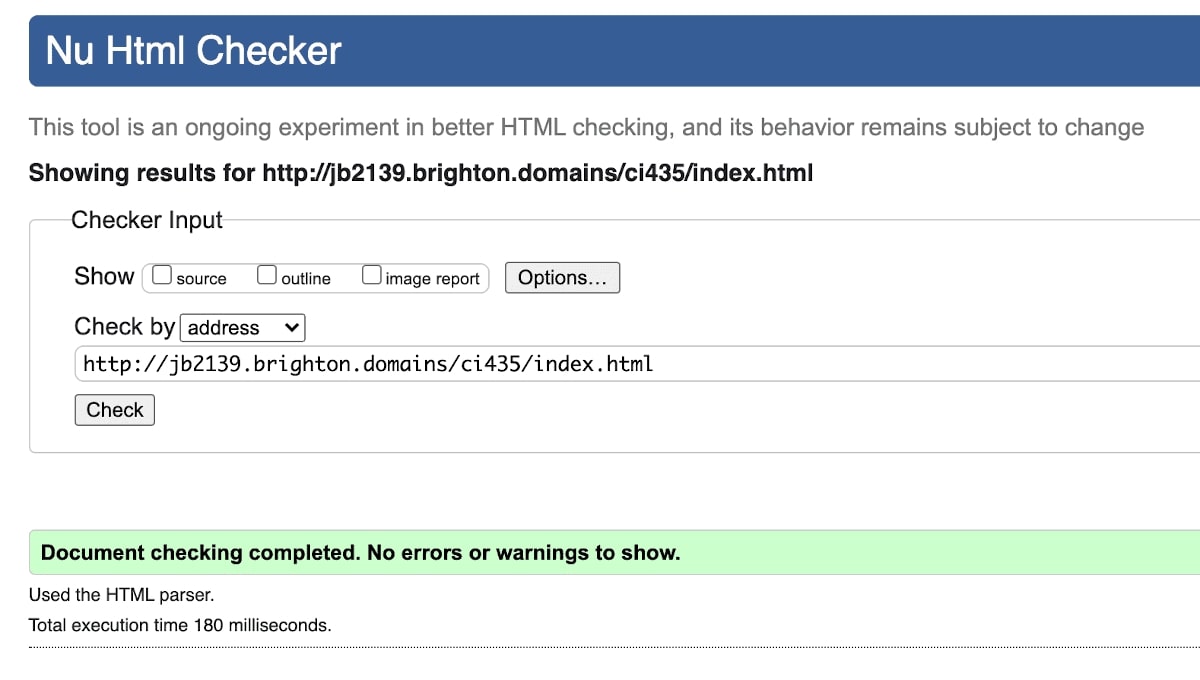 Nu Html Checker
This tool is an ongoing experiment in better HTML checking, and its behavior remains subject to change
Showing results for http://jb2139.brighton.domains/ci435/index.html
Checker Input
Show source outline image report Options...
Check by address
http://jb2139.brighton.domains/ci435/index.html
Check
Document checking completed. No errors or warnings to show.
Used the HTML parser.
Total execution time 180 milliseconds.